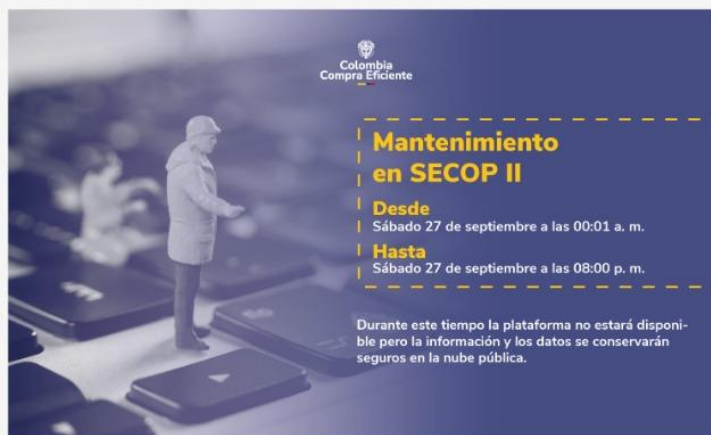 Colombia
Compra Eficiente
Mantenimiento
en SECOP II
Desde
Sábado 27 de septiembre a las 00:01 a. m.
Hasta
Sábado 27 de septiembre a las 08:00 p. m.
Durante este tiempo la plataforma no estará disponi-
ble pero la información y los datos se conservarán
seguros en la nube pública.